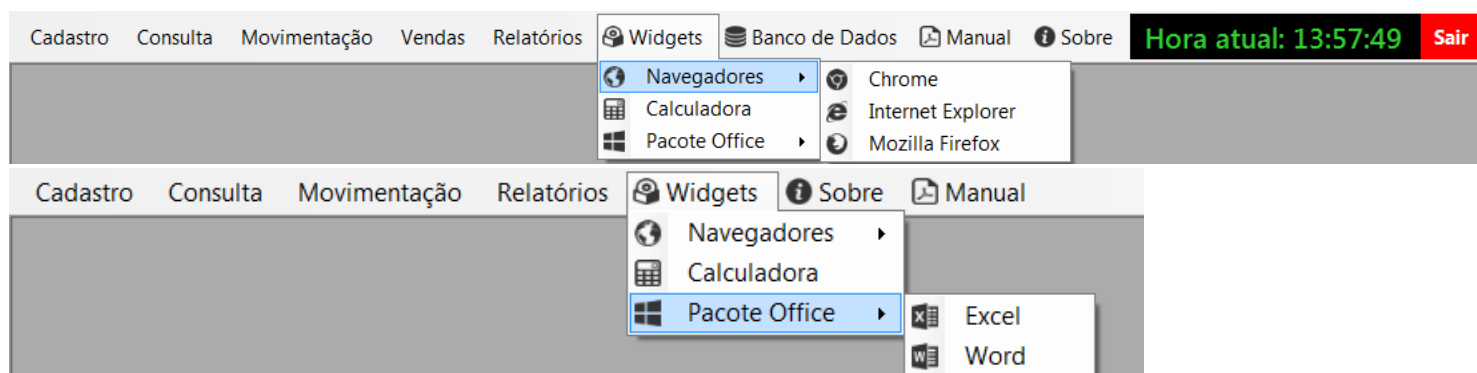 Cadastro Consulta Movimentação Vendas Relatórios Widgets Banco de Dados Manual Sobre Hora atual: 13:57:49 Sair
Navegadores Chrome
Calculadora Internet Explorer
Pacote Office Mozilla Firefox
Cadastro Consulta Movimentação Relatórios Widgets Sobre Manual
Navegadores
Calculadora
Pacote Office Excel
Word